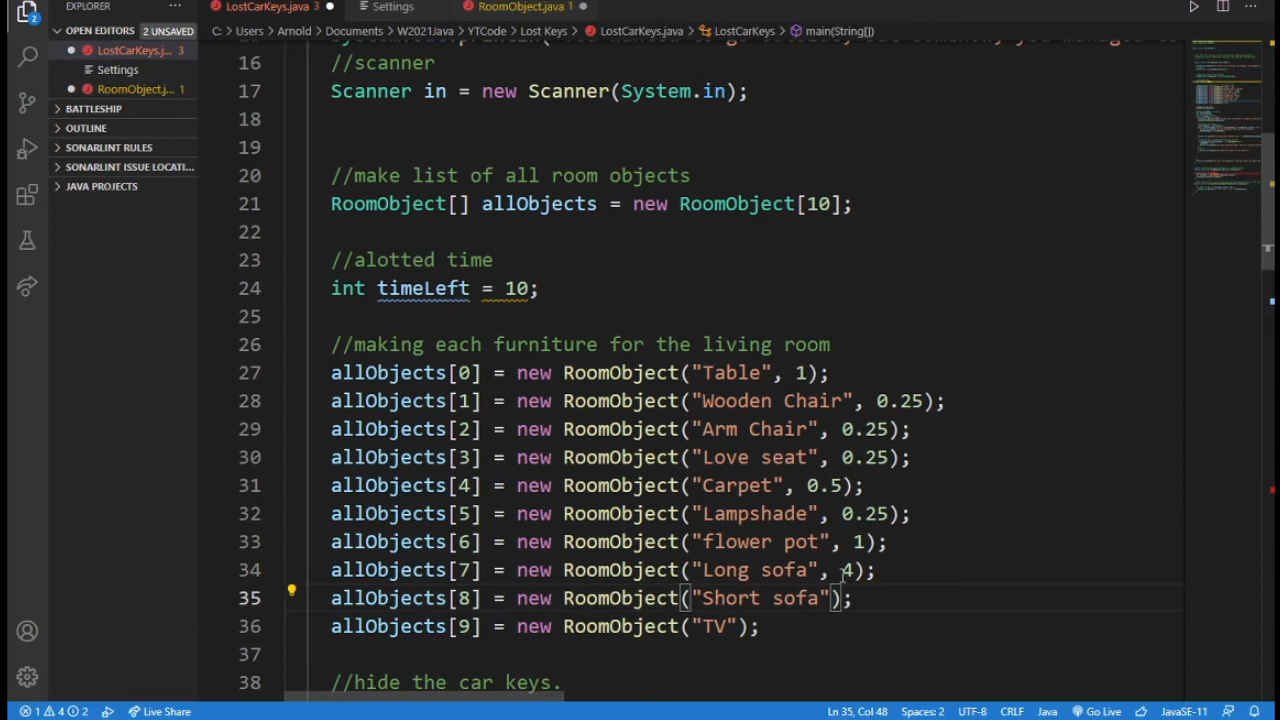 EXPLORER ...
LostCarKeys.java 3
Settings
RoomObject.java 1
OPEN EDITORS 2 UNSAVED
C: > Users > Arnold > Documents > W2021Java > YTCode > Lost Keys > LostCarKeys.java > LostCarKeys > main(String[])
LostCarKeys.j... 3
Settings
RoomObject.j... 1
BATTLESHIP
OUTLINE
SONARLINT RULES
SONARLINT ISSUE LOCATI...
JAVA PROJECTS
2
16 //scanner
17 Scanner in = new Scanner(System.in);
18
19
20 //make list of all room objects
21 RoomObject[] allObjects = new RoomObject[10];
22
23 //alotted time
24 int timeLeft = 10;
25
26 //making each furniture for the living room
27 allObjects[0] = new RoomObject("Table", 1);
28 allObjects[1] = new RoomObject("Wooden Chair", 0.25);
29 allObjects[2] = new RoomObject("Arm Chair", 0.25);
30 allObjects[3] = new RoomObject("Love seat", 0.25);
31 allObjects[4] = new RoomObject("Carpet", 0.5);
32 allObjects[5] = new RoomObject("Lampshade", 0.25);
33 allObjects[6] = new RoomObject("flower pot", 1);
34 allObjects[7] = new RoomObject("Long sofa", 4);
35 allObjects[8] = new RoomObject("Short sofa");
36 allObjects[9] = new RoomObject("TV");
37
38 //hide the car keys.
1 4 2 Live Share Ln 35, Col 48 Spaces: 2 UTF-8 CRLF Java Go Live JavaSE-11